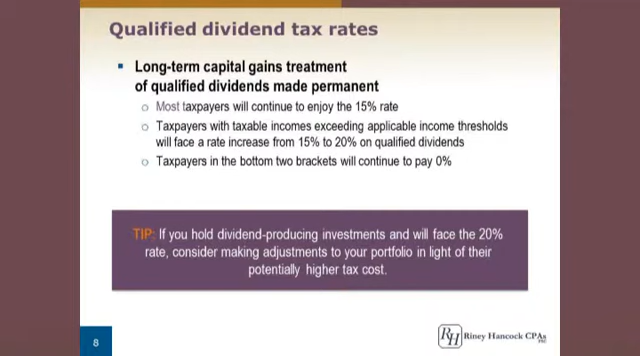 Qualified dividend tax rates
Long-term capital gains treatment
of qualified dividends made permanent
Most taxpayers will continue to enjoy the 15% rate
Taxpayers with taxable incomes exceeding applicable income thresholds
will face a rate increase from 15% to 20% on qualified dividends
Taxpayers in the bottom two brackets will continue to pay 0%
TIP: If you hold dividend-producing investments and will face the 20%
rate, consider making adjustments to your portfolio in light of their
potentially higher tax cost.
8
RH Riney Hancock CPAs
PSC